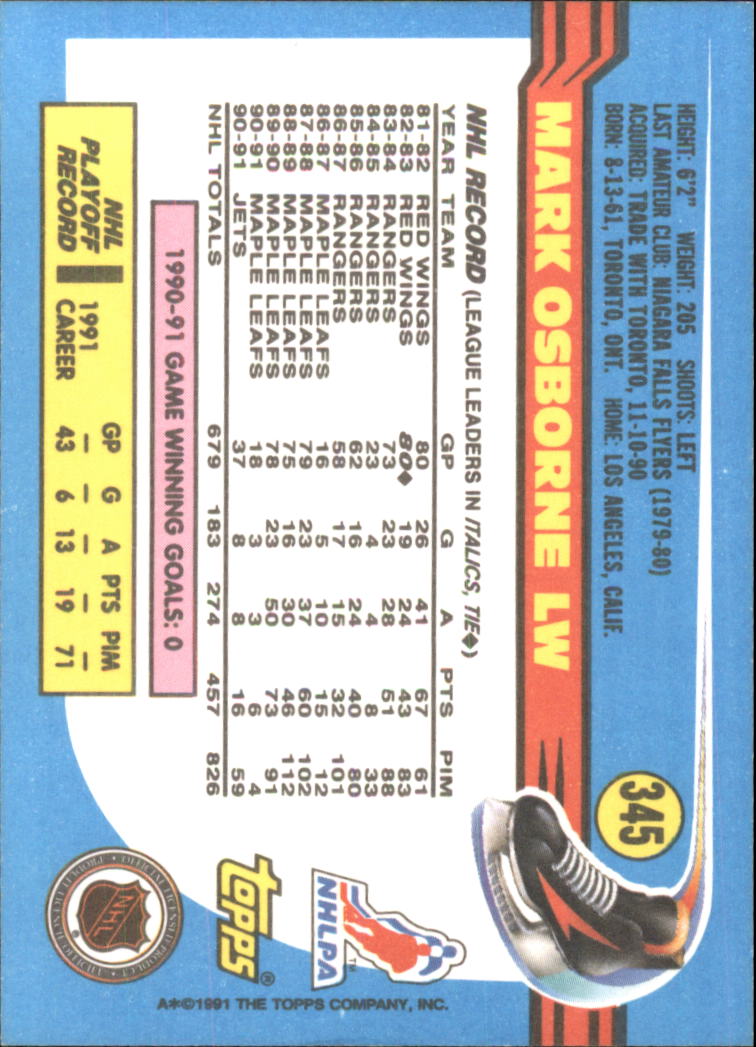 345
HEIGHT: 6'2" WEIGHT: 205 SHOOTS: LEFT
LAST AMATEUR CLUB: NIAGARA FALLS FLYERS (1979-80)
ACQUIRED: TRADE WITH TORONTO, 11-10-90
BORN: 8-13-61, TORONTO, ONT. HOME: LOS ANGELES, CALIF.
MARK OSBORNE LW
NHL RECORD (LEAGUE LEADERS IN ITALICS, TIE◆)
YEAR TEAM GP G A PTS PIM
81-82 RED WINGS 80 26 41 67 61
82-83 RED WINGS 80◆ 19 24 43 83
83-84 RANGERS 73 23 28 51 88
84-85 RANGERS 23 4 4 8 33
85-86 RANGERS 62 16 24 40 80
86-87 RANGERS 58 17 15 32 101
86-87 MAPLE LEAFS 16 5 10 15 12
87-88 MAPLE LEAFS 79 23 37 60 102
88-89 MAPLE LEAFS 75 16 30 46 112
89-90 MAPLE LEAFS 78 23 50 73 91
90-91 MAPLE LEAFS 18 3 3 6 4
90-91 JETS 37 8 8 16 59
NHL TOTALS 679 183 274 457 826
1990-91 GAME WINNING GOALS: 0
NHL PLAYOFF RECORD
GP G A PTS PIM
1991 – – – – –
CAREER 43 6 13 19 71
NHLPA™
TOPPS®
NHL
®
• OFFICIAL LICENSED PRODUCT • PRODUIT LICENCIÉ OFFICIEL
A*©1991 THE TOPPS COMPANY, INC.